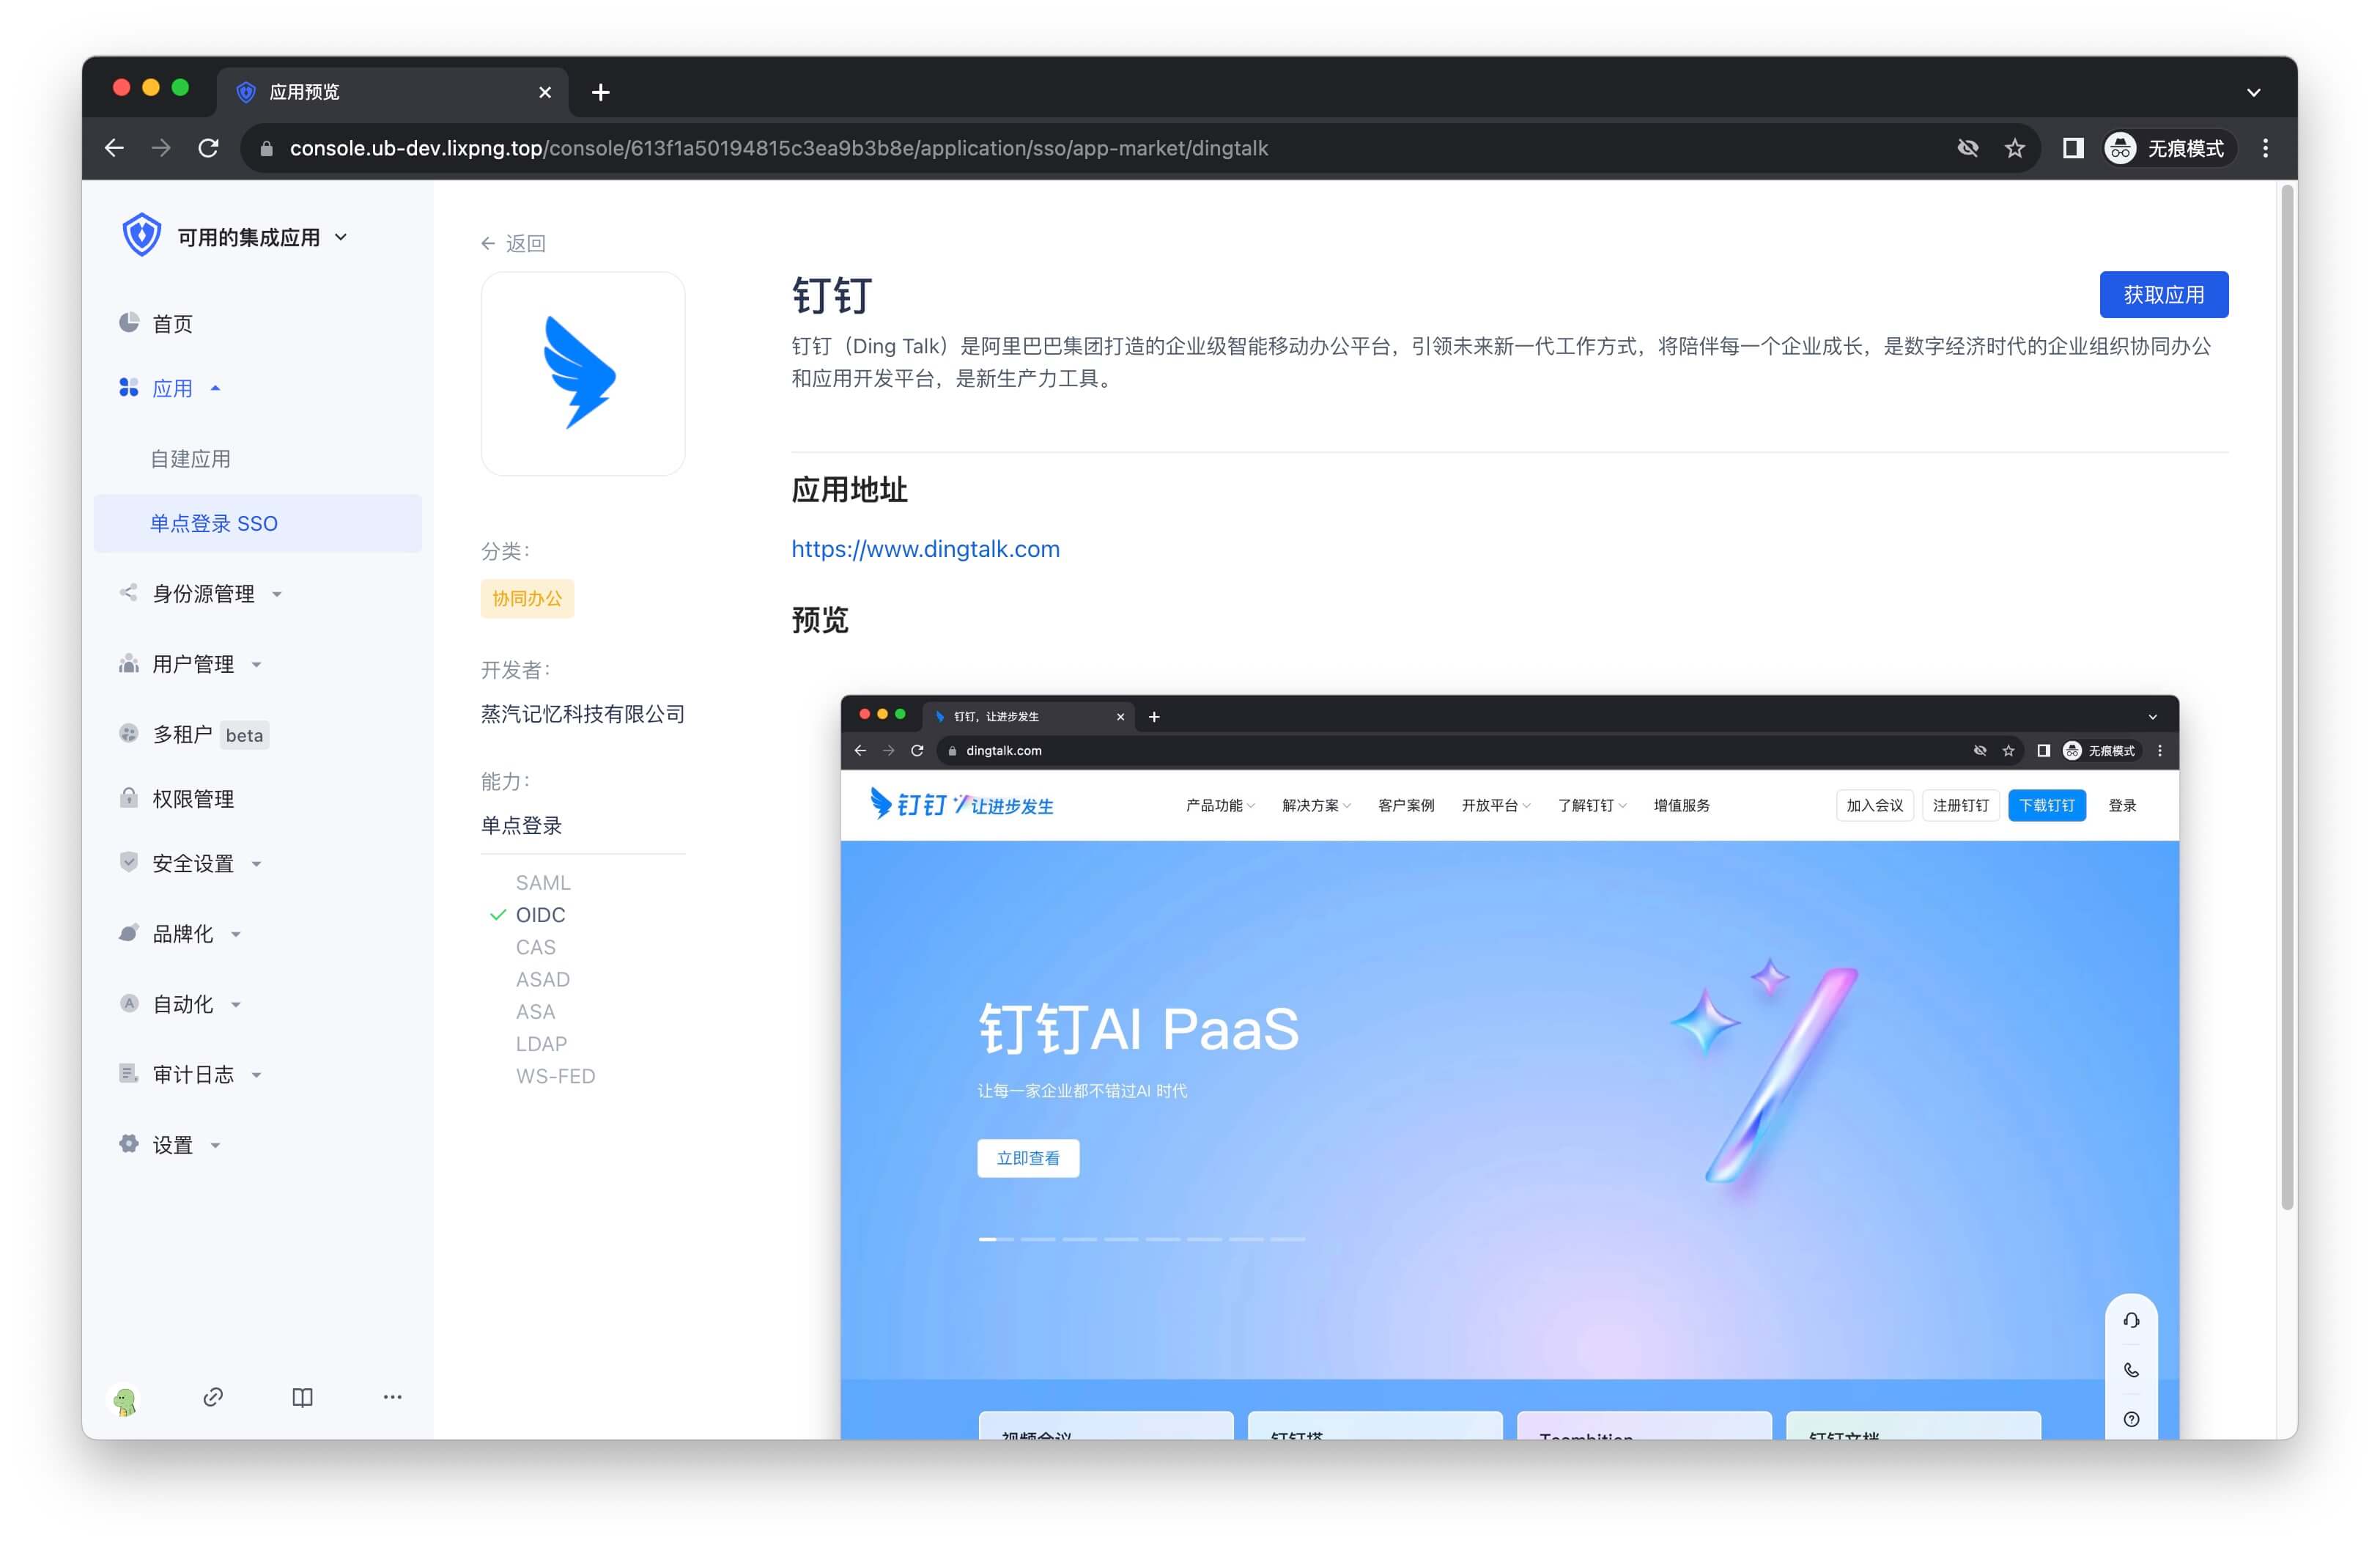 应用预览
console.ub-dev.lixpng.top/console/613f1a50194815c3ea9b3b8e/application/sso/app-market/dingtalk
无痕模式
可用的集成应用
首页
应用
自建应用
单点登录 SSO
身份源管理
用户管理
多租户 beta
权限管理
安全设置
品牌化
自动化
审计日志
设置
返回
分类：
协同办公
开发者：
蒸汽记忆科技有限公司
能力：
单点登录
SAML
OIDC
CAS
ASAD
ASA
LDAP
WS-FED
钉钉
获取应用
钉钉（Ding Talk）是阿里巴巴集团打造的企业级智能移动办公平台，引领未来新一代工作方式，将陪伴每一个企业成长，是数字经济时代的企业组织协同办公
和应用开发平台，是新生产力工具。
应用地址
https://www.dingtalk.com
预览
钉钉，让进步发生
dingtalk.com
无痕模式
钉钉 让进步发生
产品功能 解决方案 客户案例 开放平台 了解钉钉 增值服务
加入会议 注册钉钉 下载钉钉 登录
钉钉AI PaaS
让每一家企业都不错过AI 时代
立即查看
视频会议 钉钉搭 Teambition 钉钉文档